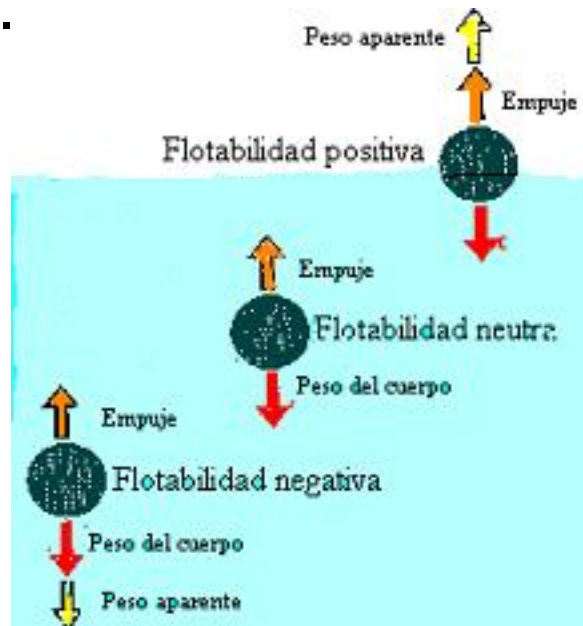 Peso aparente
Empuje
Flotabilidad positiva
Empuje
Flotabilidad neutra
Peso del cuerpo
Empuje
Flotabilidad negativa
Peso del cuerpo
Peso aparente